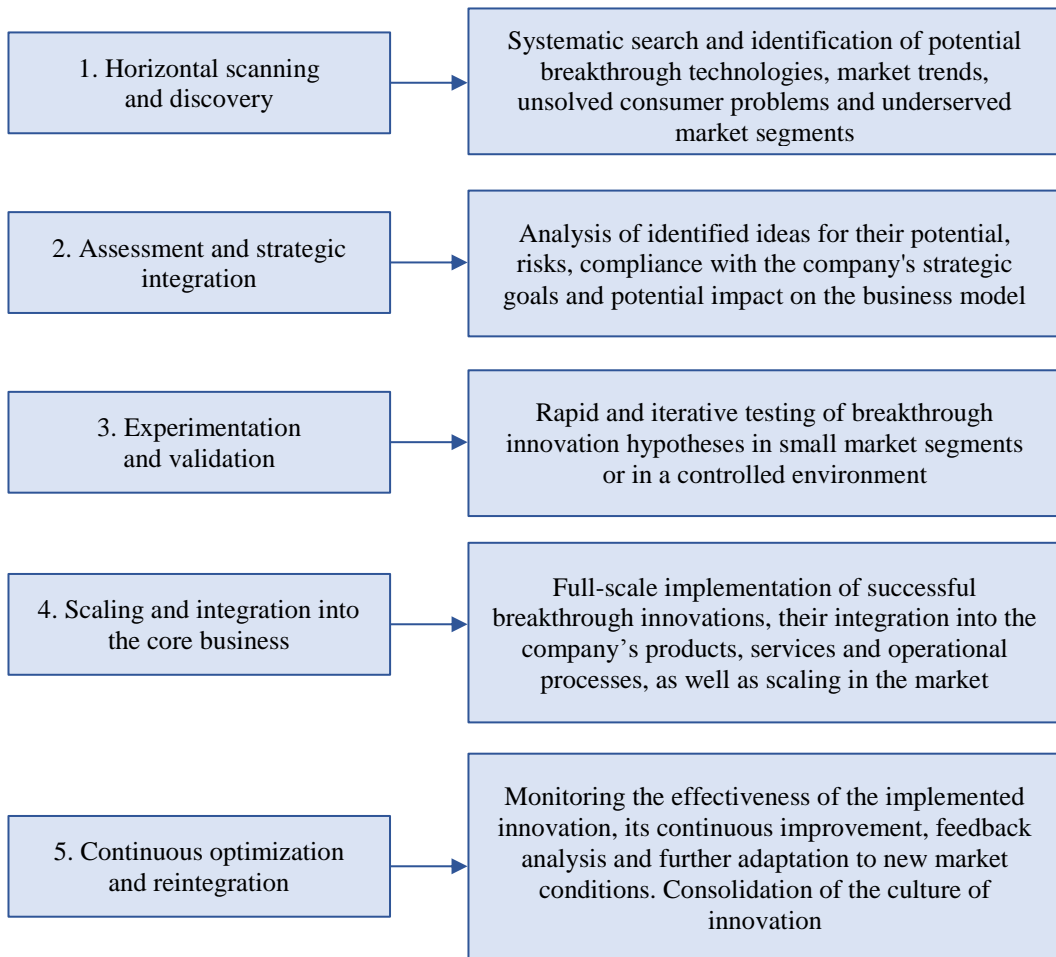 1. Horizontal scanning
and discovery
Systematic search and identification of potential
breakthrough technologies, market trends,
unsolved consumer problems and underserved
market segments
2. Assessment and strategic
integration
Analysis of identified ideas for their potential,
risks, compliance with the company's strategic
goals and potential impact on the business model
3. Experimentation
and validation
Rapid and iterative testing of breakthrough
innovation hypotheses in small market segments
or in a controlled environment
4. Scaling and integration into
the core business
Full-scale implementation of successful
breakthrough innovations, their integration into the
company’s products, services and operational
processes, as well as scaling in the market
5. Continuous optimization
and reintegration
Monitoring the effectiveness of the implemented
innovation, its continuous improvement, feedback
analysis and further adaptation to new market
conditions. Consolidation of the culture of
innovation